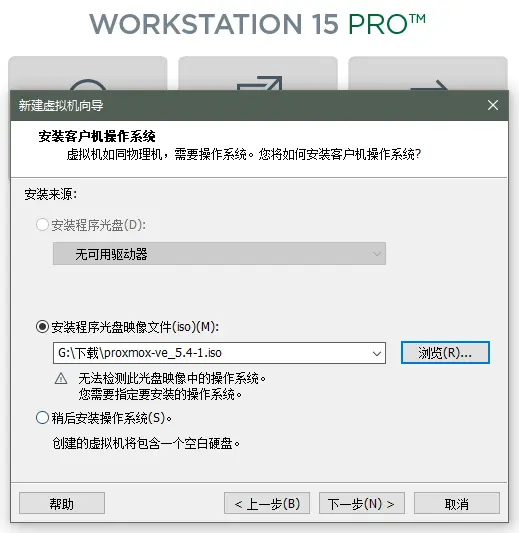 WORKSTATION 15 PRO™
新建虚拟机向导
安装客户机操作系统
虚拟机如同物理机，需要操作系统。您将如何安装客户机操作系统?
安装来源:
安装程序光盘(D):
无可用驱动器
安装程序光盘映像文件(iso)(M):
G:\下载\proxmox-ve_5.4-1.iso
浏览(R)...
无法检测此光盘映像中的操作系统。
您需要指定要安装的操作系统。
稍后安装操作系统(S)。
创建的虚拟机将包含一个空白硬盘。
帮助
< 上一步(B)
下一步(N) >
取消